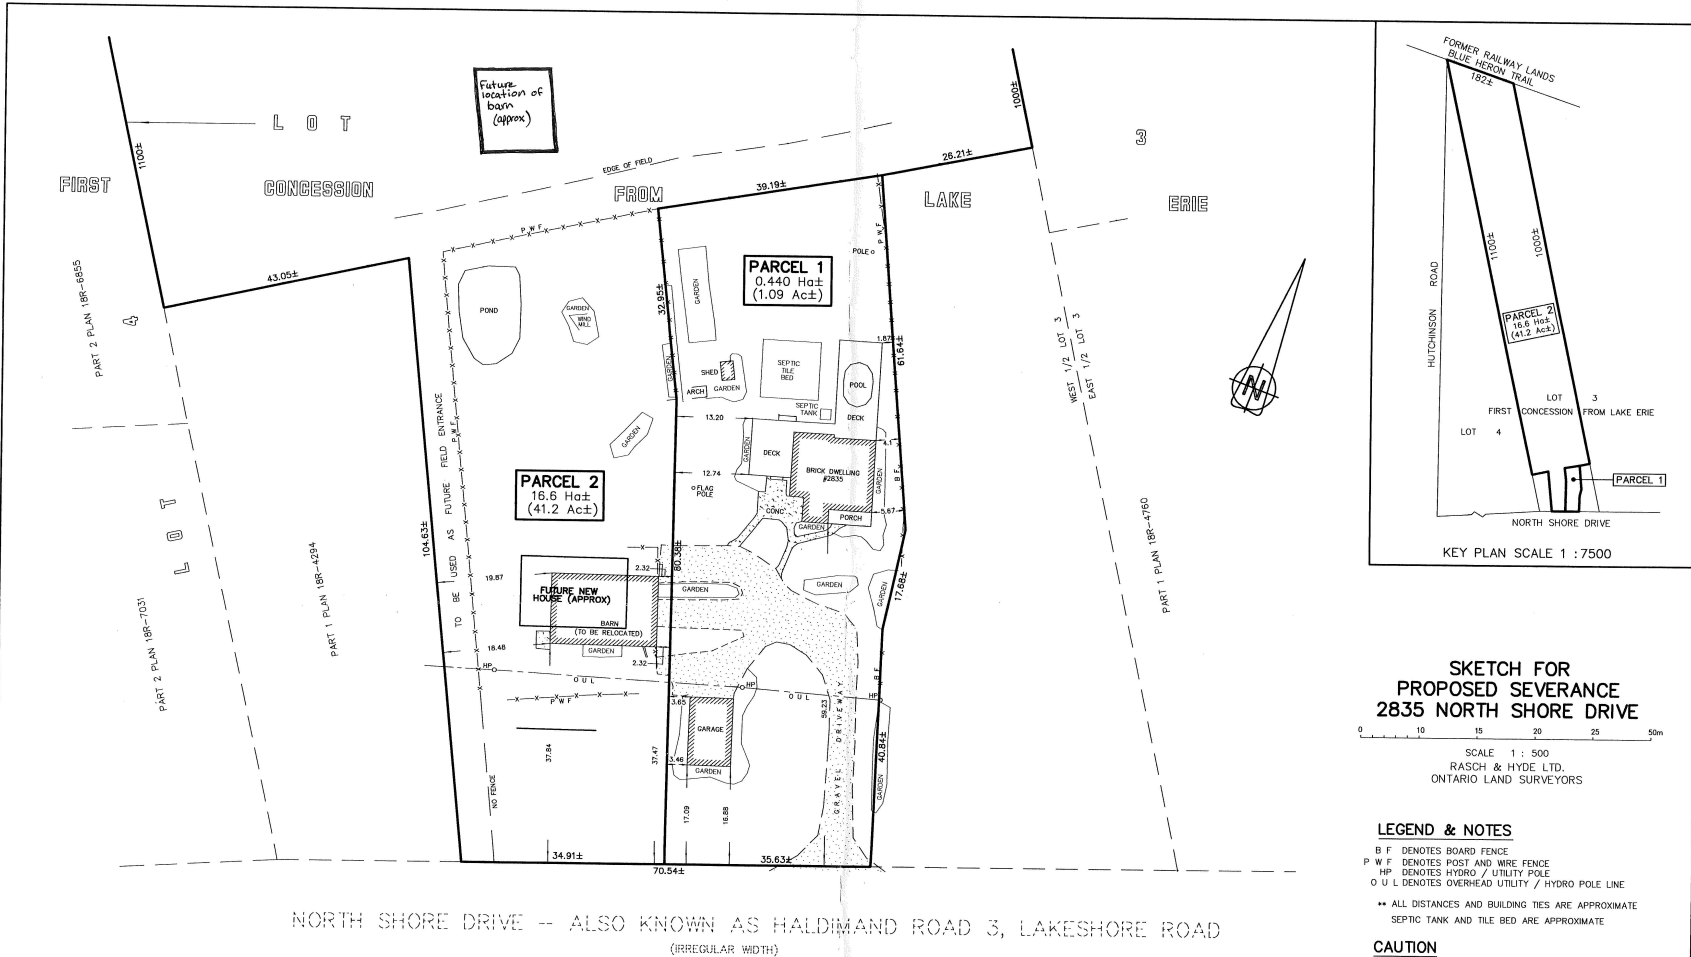 Future
location of
barn
(approx)
LOT
3
FIRST CONCESSION FROM LAKE ERIE
1100±
1000±
EDGE OF FIELD
26.21±
39.19±
43.05±
P W F
P W F
POLE
PARCEL 1
0.440 Ha±
(1.09 Ac±)
PART 2 PLAN 18R-6855
4
LOT
POND
GARDEN
WIND
MILL
GARDEN
32.95±
GARDEN
SHED
ARCH
GARDEN
SEPTIC
TILE
BED
SEPTIC
TANK
1.87
61.64±
POOL
DECK
WEST 1/2 LOT 3
EAST 1/2 LOT 3
N
13.20
GARDEN
DECK
GARDEN
BRICK DWELLING
#2835
4.1
GARDEN
B F
12.74
FLAG
POLE
CONC
GARDEN
PORCH
5.67
PARCEL 2
16.6 Ha±
(41.2 Ac±)
TO BE USED AS FUTURE FIELD ENTRANCE
P W F
104.63±
80.38±
17.68±
PART 1 PLAN 18R-4294
PART 2 PLAN 18R-7031
PART 1 PLAN 18R-4760
19.87
2.32
FUTURE NEW
HOUSE (APPROX)
BARN
(TO BE RELOCATED)
GARDEN
GARDEN
GARDEN
18.48
GARDEN
2.32
HP
O U L
HP
O U L
HP
B F
P W F
3.65
59.23
GARAGE
GRAVEL DRIVEWAY
40.84±
37.84
37.47
3.46
GARDEN
GARDEN
NO FENCE
17.09
16.88
34.91±
35.63±
70.54±
NORTH SHORE DRIVE -- ALSO KNOWN AS HALDIMAND ROAD 3, LAKESHORE ROAD
(IRREGULAR WIDTH)
FORMER RAILWAY LANDS
BLUE HERON TRAIL
182±
HUTCHINSON ROAD
1100±
1000±
PARCEL 2
16.6 Ha±
(41.2 Ac±)
LOT 3
FIRST CONCESSION FROM LAKE ERIE
LOT 4
PARCEL 1
NORTH SHORE DRIVE
KEY PLAN SCALE 1 : 7500
SKETCH FOR
PROPOSED SEVERANCE
2835 NORTH SHORE DRIVE
0 10 15 20 25 50m
SCALE 1 : 500
RASCH & HYDE LTD.
ONTARIO LAND SURVEYORS
LEGEND & NOTES
B F DENOTES BOARD FENCE
P W F DENOTES POST AND WIRE FENCE
HP DENOTES HYDRO / UTILITY POLE
O U L DENOTES OVERHEAD UTILITY / HYDRO POLE LINE
** ALL DISTANCES AND BUILDING TIES ARE APPROXIMATE
SEPTIC TANK AND TILE BED ARE APPROXIMATE
CAUTION